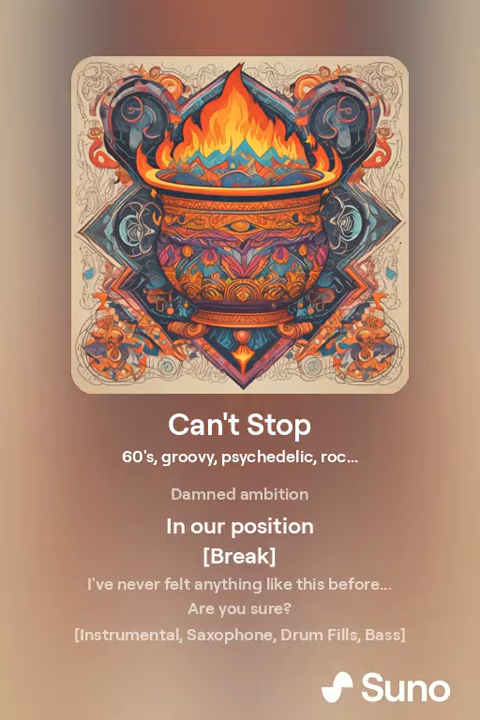 Can't Stop
60's, groovy, psychedelic, roc...
Damned ambition
In our position
[Break]
I've never felt anything like this before...
Are you sure?
[Instrumental, Saxophone, Drum Fills, Bass]
Suno